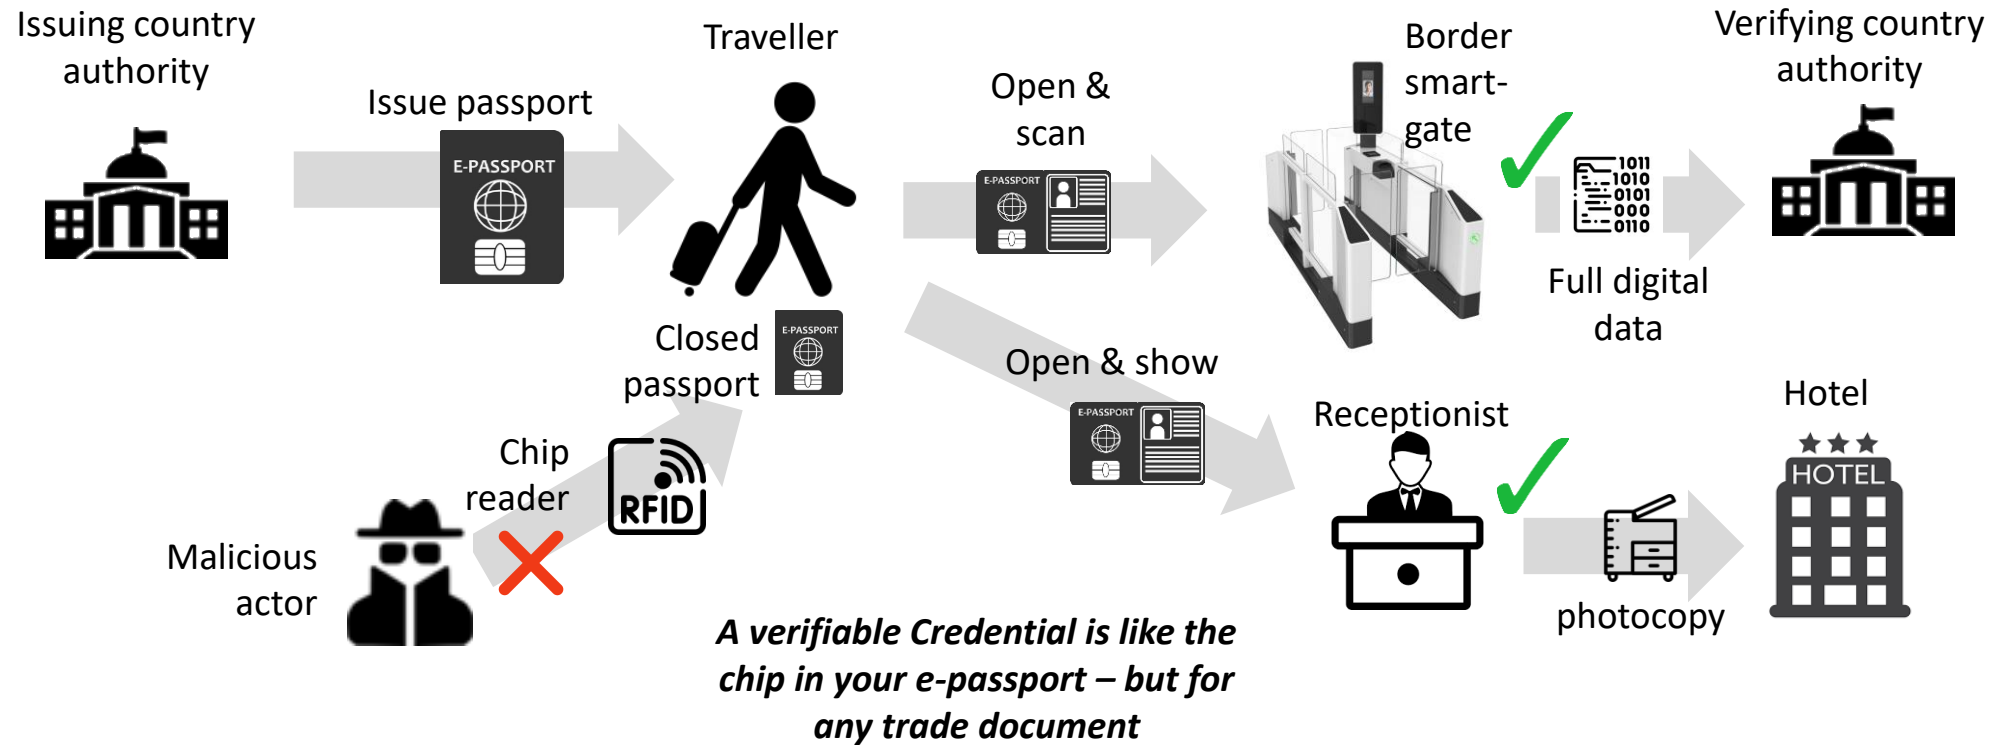 Issuing country
authority
Issue passport
E-PASSPORT
Traveller
Open &
scan
E-PASSPORT
Border
smart-
gate
1011
1010
0101
000
0110
Full digital
data
Verifying country
authority
Closed
passport
E-PASSPORT
Open & show
E-PASSPORT
Receptionist
photocopy
Hotel
HOTEL
Chip
reader
RFID
Malicious
actor
A verifiable Credential is like the
chip in your e-passport – but for
any trade document